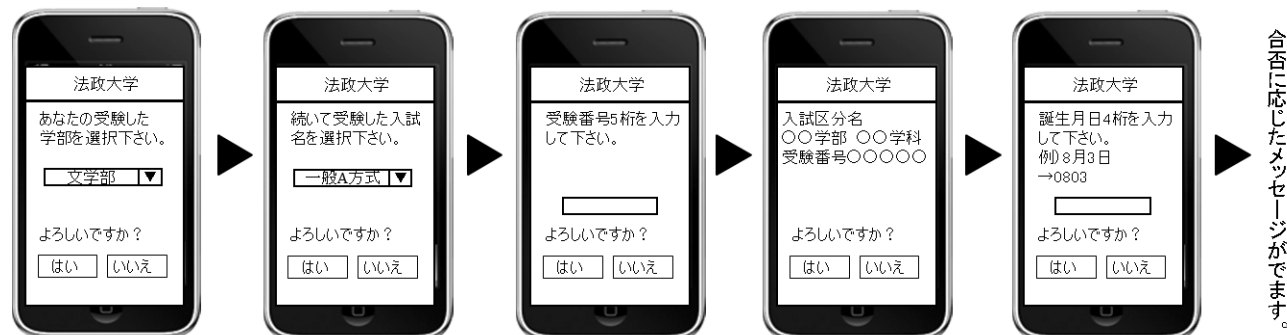 法政大学
あなたの受験した
学部を選択下さい。
文学部 ▼
よろしいですか？
はい いいえ
法政大学
続いて受験した入試
名を選択下さい。
一般A方式 ▼
よろしいですか？
はい いいえ
法政大学
受験番号5桁を入力
して下さい。
よろしいですか？
はい いいえ
法政大学
入試区分名
○○学部 ○○学科
受験番号○○○○○
よろしいですか？
はい いいえ
法政大学
誕生月日4桁を入力
して下さい。
例)8月3日
→0803
よろしいですか？
はい いいえ
合否に応じたメッセージがでます。